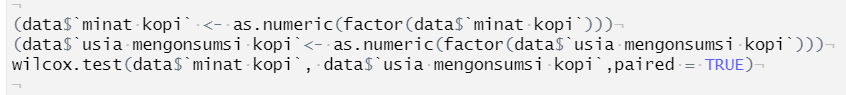 (data$`minat kopi` <- as.numeric(factor(data$`minat kopi`)))
(data$`usia mengonsumsi kopi`<- as.numeric(factor(data$`usia mengonsumsi kopi`)))
wilcox.test(data$`minat kopi`, data$`usia mengonsumsi kopi`,paired = TRUE)